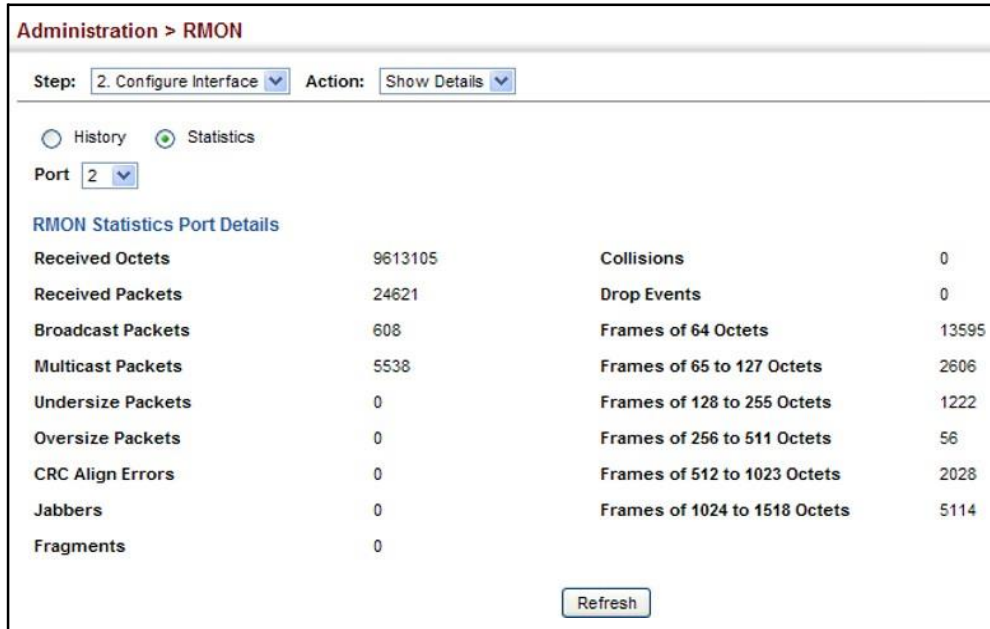 Administration > RMON
Step: 2. Configure Interface Action: Show Details
History Statistics
Port 2
RMON Statistics Port Details
Received Octets 9613105 Collisions 0
Received Packets 24621 Drop Events 0
Broadcast Packets 608 Frames of 64 Octets 13595
Multicast Packets 5538 Frames of 65 to 127 Octets 2606
Undersize Packets 0 Frames of 128 to 255 Octets 1222
Oversize Packets 0 Frames of 256 to 511 Octets 56
CRC Align Errors 0 Frames of 512 to 1023 Octets 2028
Jabbers 0 Frames of 1024 to 1518 Octets 5114
Fragments 0
Refresh